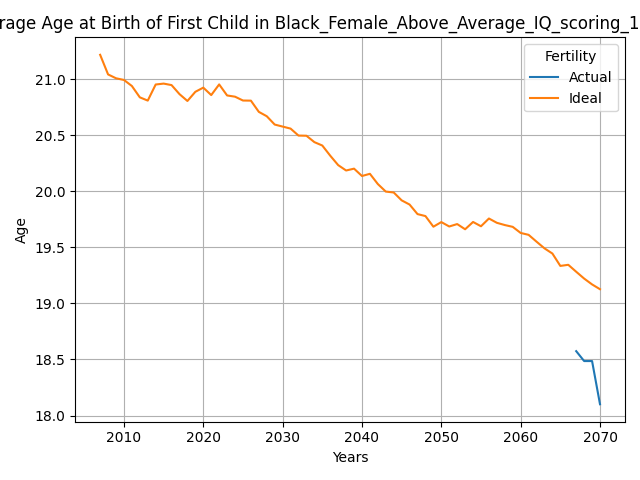 rage Age at Birth of First Child in Black_Female_Above_Average_IQ_scoring_1
Fertility
Actual
Ideal
21.0
20.5
20.0
19.5
19.0
18.5
18.0
Age
2010 2020 2030 2040 2050 2060 2070
Years